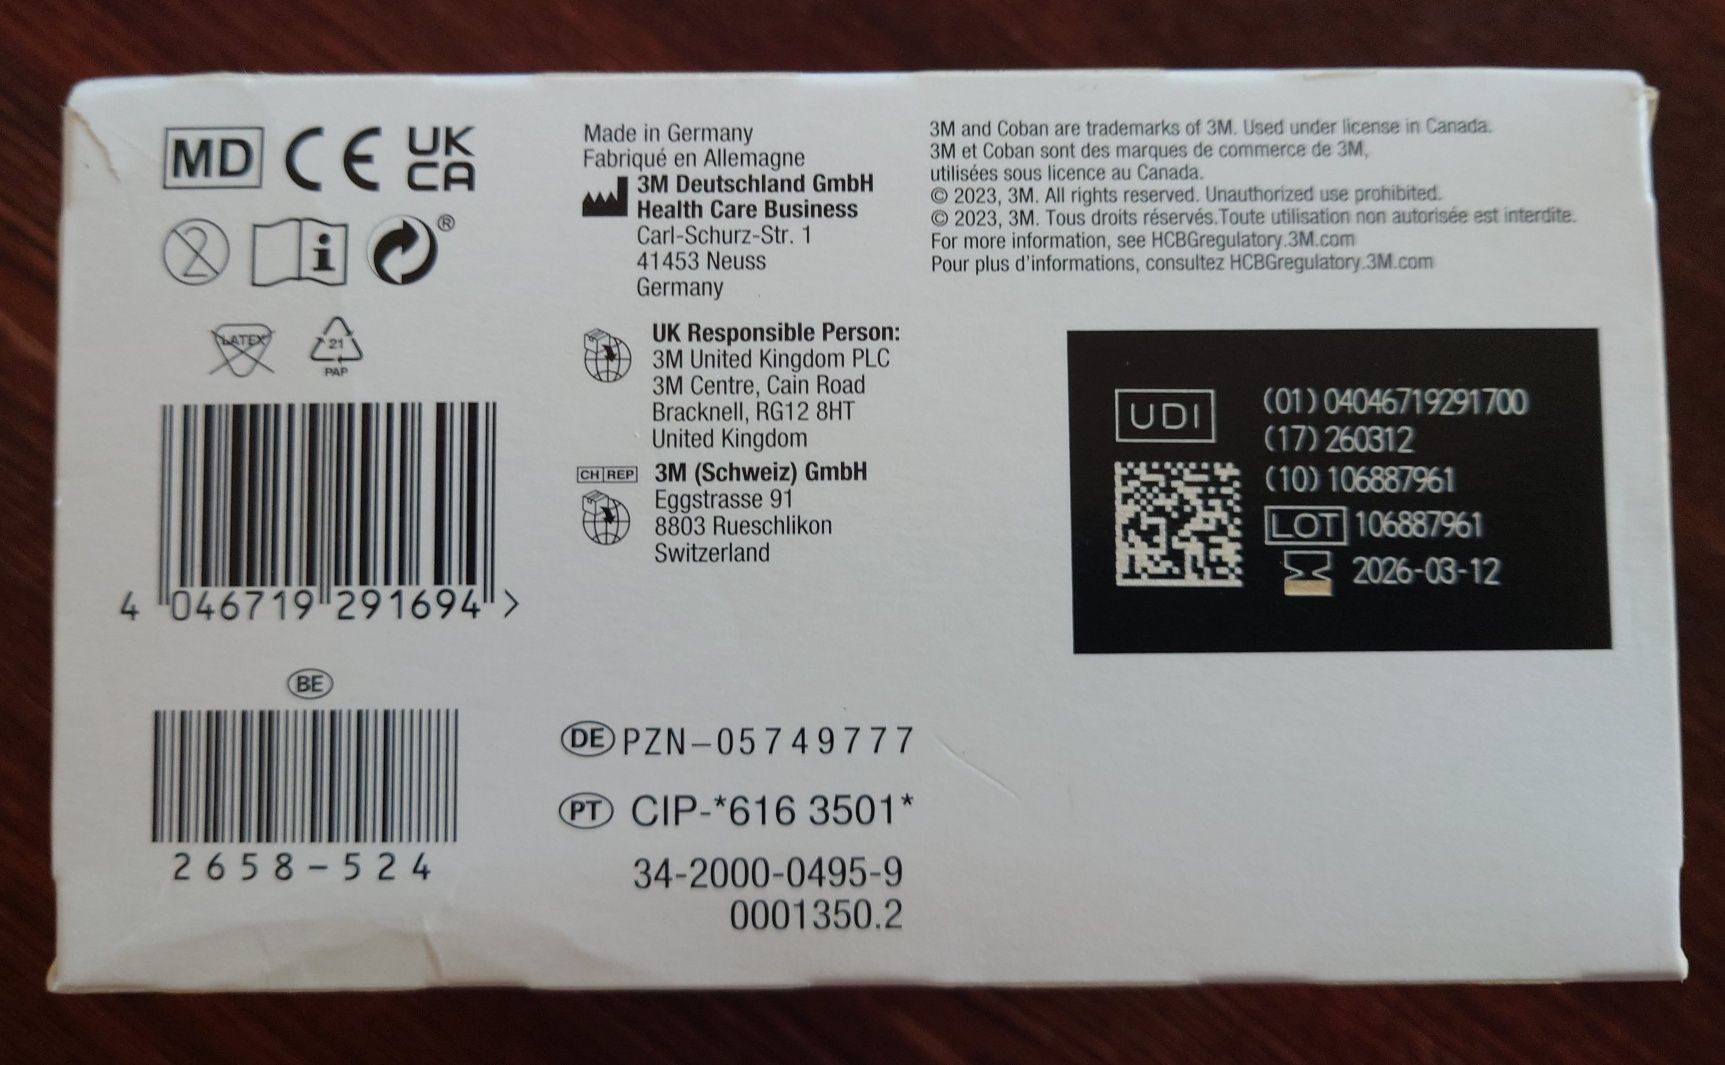 MD CE UK CA
2 i ®
LATEX 21
PAP
4 046719 291694 >
BE
2658-524
Made in Germany
Fabriqué en Allemagne
3M Deutschland GmbH
Health Care Business
Carl-Schurz-Str. 1
41453 Neuss
Germany
UK Responsible Person:
3M United Kingdom PLC
3M Centre, Cain Road
Bracknell, RG12 8HT
United Kingdom
CH REP 3M (Schweiz) GmbH
Eggstrasse 91
8803 Rueschlikon
Switzerland
DE PZN-05749777
PT CIP-*616 3501*
34-2000-0495-9
0001350.2
3M and Coban are trademarks of 3M. Used under license in Canada.
3M et Coban sont des marques de commerce de 3M,
utilisées sous licence au Canada.
© 2023, 3M. All rights reserved. Unauthorized use prohibited.
© 2023, 3M. Tous droits réservés.Toute utilisation non autorisée est interdite.
For more information, see HCBGregulatory.3M.com
Pour plus d'informations, consultez HCBGregulatory.3M.com
UDI (01) 04046719291700
(17) 260312
(10) 106887961
LOT 106887961
2026-03-12